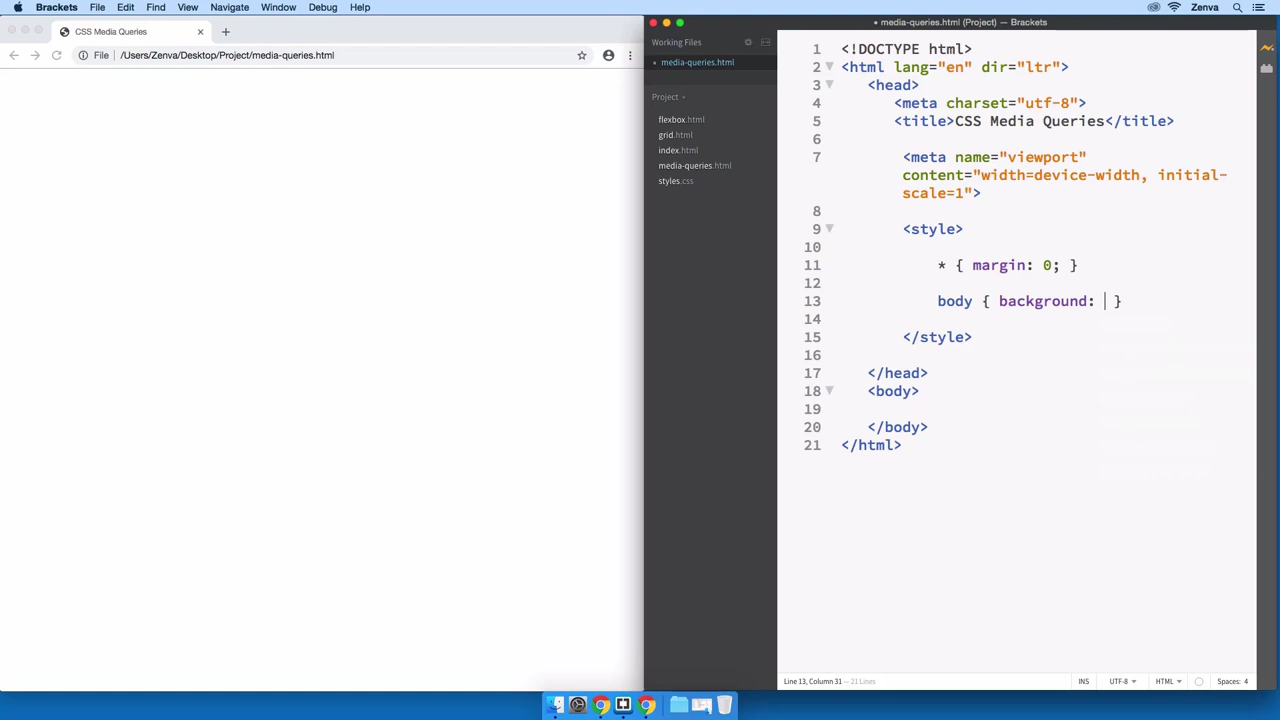 Brackets File Edit Find View Navigate Window Debug Help Zenva
CSS Media Queries
File /Users/Zenva/Desktop/Project/media-queries.html
• media-queries.html (Project) — Brackets
Working Files
• media-queries.html
Project
flexbox.html
grid.html
index.html
media-queries.html
styles.css
1 <!DOCTYPE html>
2 <html lang="en" dir="ltr">
3 <head>
4 <meta charset="utf-8">
5 <title>CSS Media Queries</title>
6
7 <meta name="viewport"
content="width=device-width, initial-
scale=1">
8
9 <style>
10
11 * { margin: 0; }
12
13 body { background: }
14
15 </style>
16
17 </head>
18 <body>
19
20 </body>
21 </html>
Line 13, Column 31 — 21 Lines INS UTF-8 HTML Spaces: 4